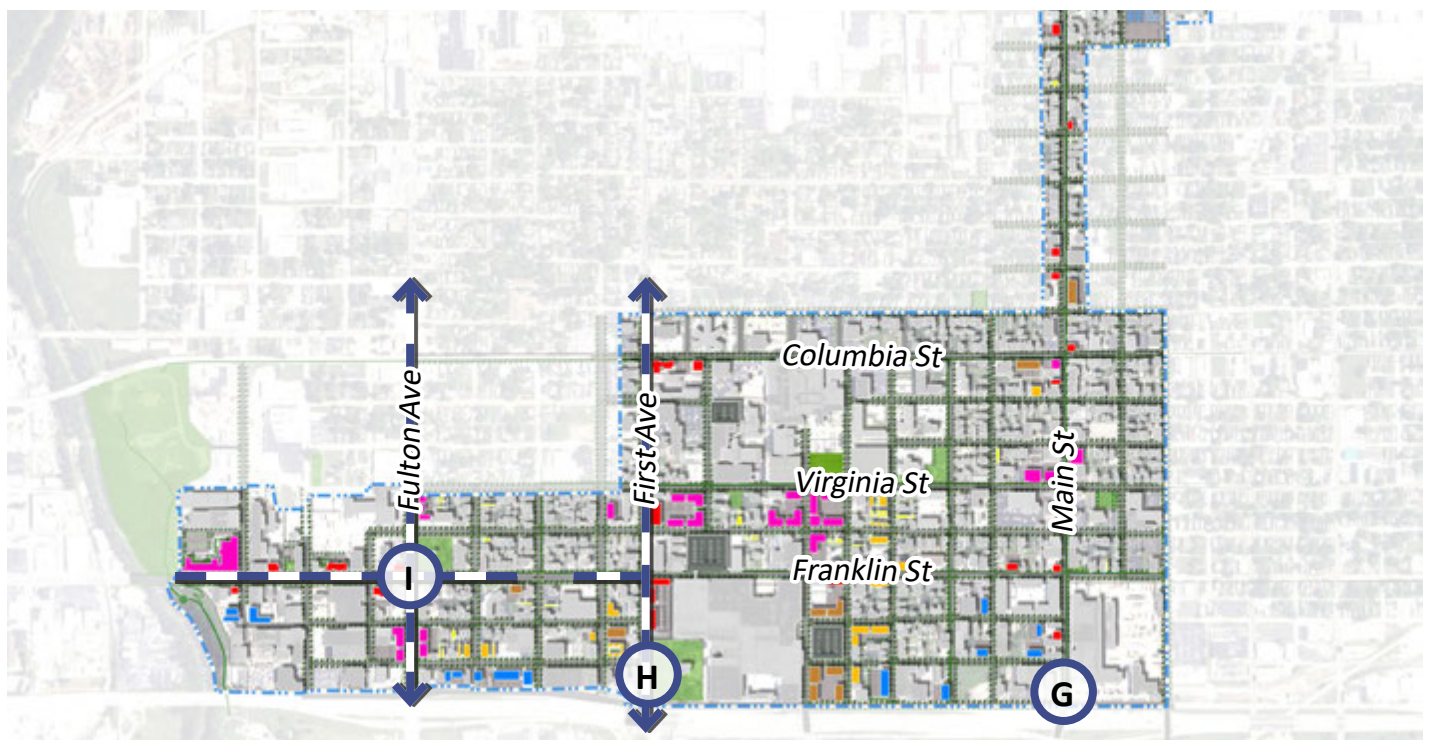 Columbia St
Fulton Ave
First Ave
Virginia St
Main St
Franklin St
I
H
G